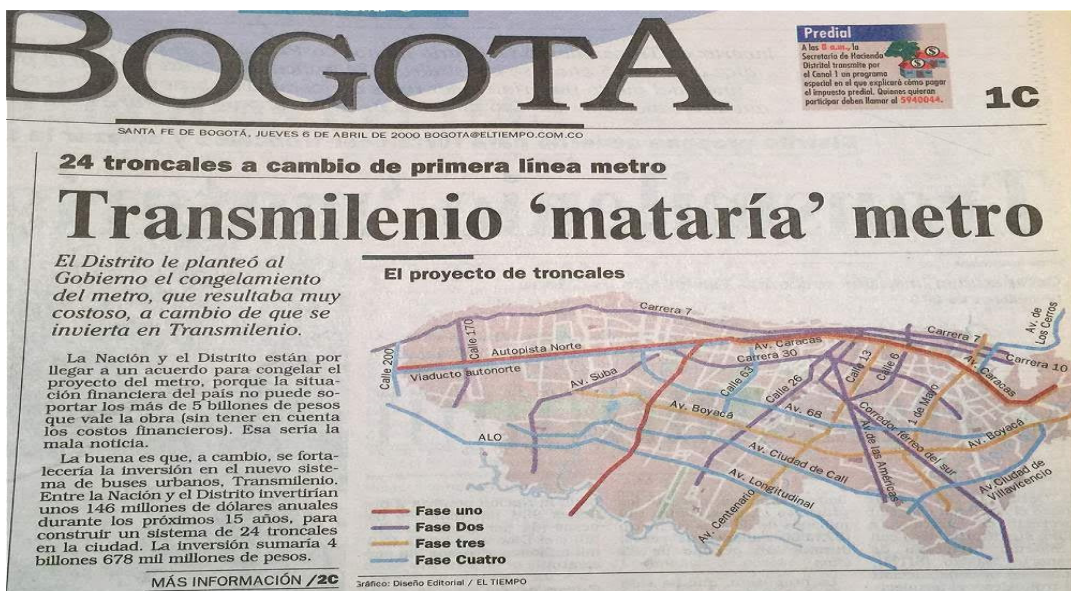 BOGOTÁ
Predial
A las 8 a.m., la
Secretaría de Hacienda
Distrital transmite por
el Canal 1 un programa
especial en el que explicará cómo pagar
el impuesto predial. Quienes quieran
participar deben llamar al 5940044.
1C
SANTA FE DE BOGOTÁ, JUEVES 6 DE ABRIL DE 2000 BOGOTA@ELTIEMPO.COM.CO
24 troncales a cambio de primera línea metro
Transmilenio ‘mataría’ metro
El Distrito le planteó al
Gobierno el congelamiento
del metro, que resultaba muy
costoso, a cambio de que se
invierta en Transmilenio.
La Nación y el Distrito están por
llegar a un acuerdo para congelar el
proyecto del metro, porque la situa-
ción financiera del país no puede so-
portar los más de 5 billones de pesos
que vale la obra (sin tener en cuenta
los costos financieros). Esa sería la
mala noticia.
La buena es que, a cambio, se forta-
lecería la inversión en el nuevo siste-
ma de buses urbanos, Transmilenio.
Entre la Nación y el Distrito invertirían
unos 146 millones de dólares anuales
durante los próximos 15 años, para
construir un sistema de 24 troncales
en la ciudad. La inversión sumaría 4
billones 678 mil millones de pesos.
MÁS INFORMACIÓN /2C
El proyecto de troncales
Carrera 7
Calle 170
Calle 200
Autopista Norte
Viaducto autonorte
Av. Suba
Av. Caracas
Carrera 30
Calle 63
Calle 26
Calle 13
Calle 6
Carrera 7
Av. de
Los Cerros
Carrera 10
Av. Caracas
1 de Mayo
Av. Boyacá
Av. 68
Corredor férreo del sur
Av. Boyacá
ALO
Av. de las Américas
Av. Ciudad de Cali
Av. Longitudinal
Av. Centenario
Av. Ciudad de
Villavicencio
Fase uno
Fase Dos
Fase tres
Fase Cuatro
Gráfico: Diseño Editorial / EL TIEMPO